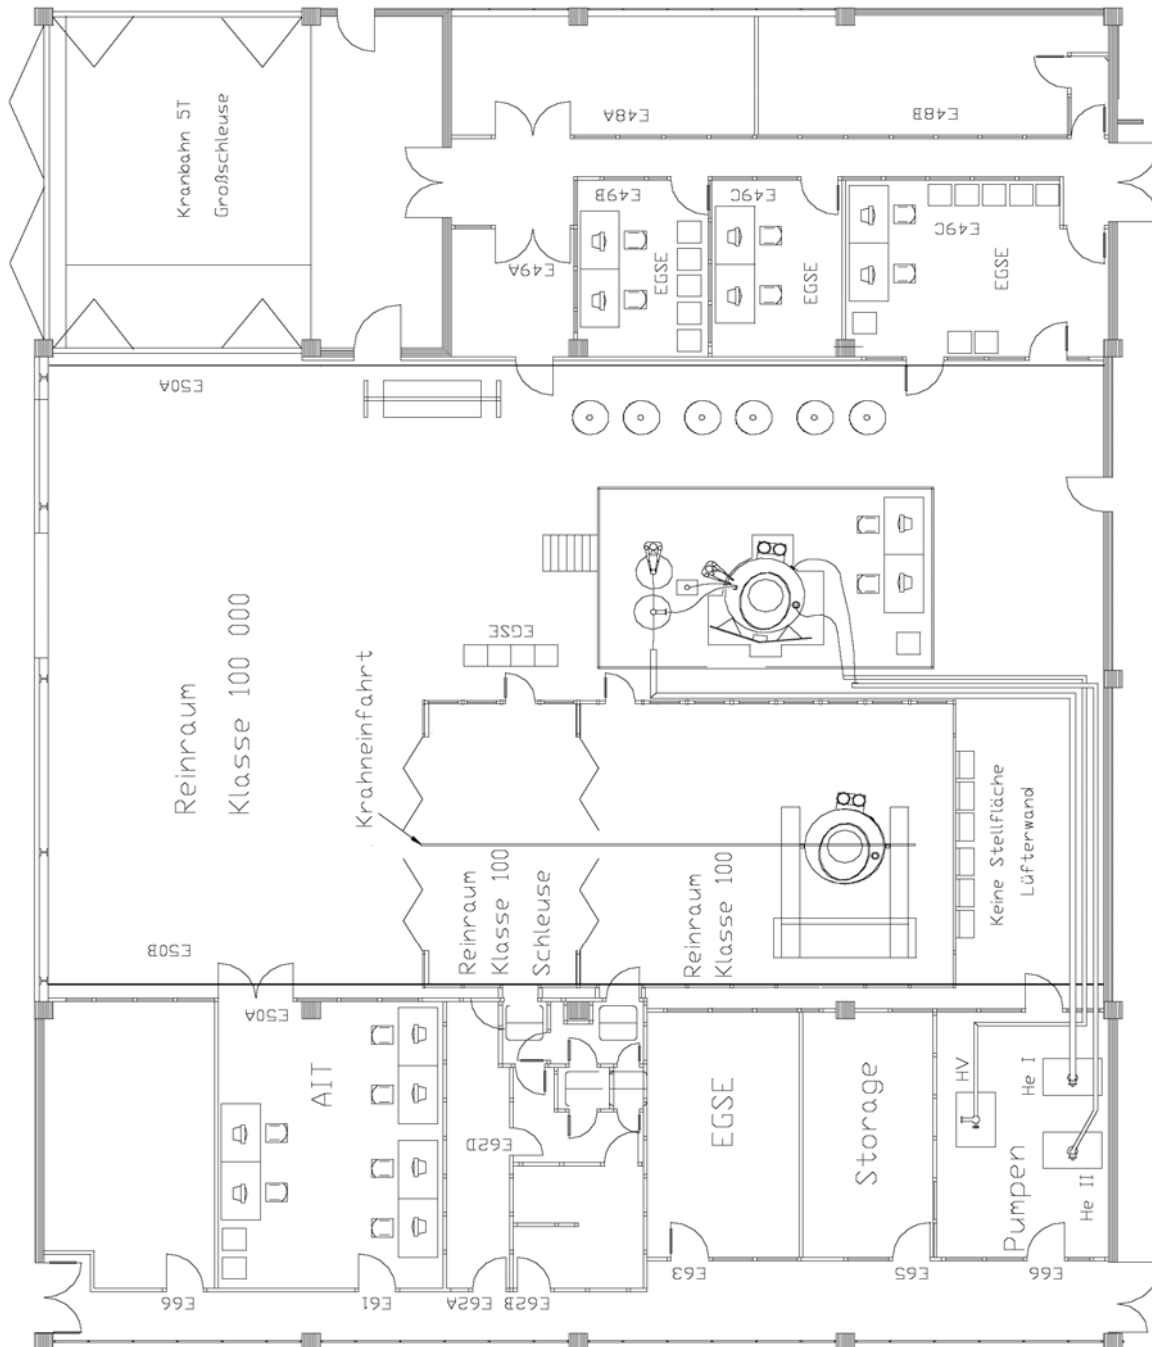 Kranbahn 5T
Großschleuse
E48A
E48B
E49B
E49C
E49C
E49A
EGSE
EGSE
EGSE
E50A
Reinraum
Klasse 100 000
EGSE
Krahneinfahrt
Reinraum
Klasse 100
Schleuse
Reinraum
Klasse 100
Keine Stellfläche
Lüfterwand
E50B
E50A
AIT
E62D
EGSE
Storage
Pumpen
HV
He I
He II
E66
E61
E62A
E62B
E63
E65
E66